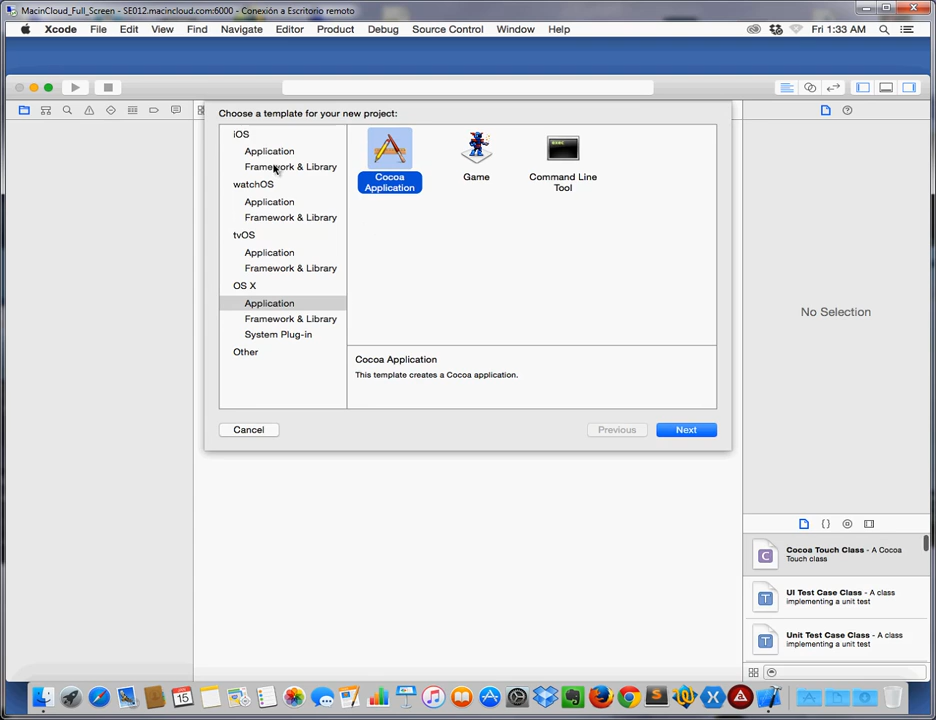 MacinCloud_Full_Screen - SE012.macincloud.com:6000 - Conexión a Escritorio remoto
Xcode File Edit View Find Navigate Editor Product Debug Source Control Window Help Fri 1:33 AM
Choose a template for your new project:
iOS
Application
Framework & Library
watchOS
Application
Framework & Library
tvOS
Application
Framework & Library
OS X
Application
Framework & Library
System Plug-in
Other
Cocoa
Application
Game
exec
Command Line
Tool
Cocoa Application
This template creates a Cocoa application.
Cancel
Previous
Next
No Selection
{ }
C
Cocoa Touch Class - A Cocoa
Touch class
T
UI Test Case Class - A class
implementing a unit test
T
Unit Test Case Class - A class
implementing a unit test
15